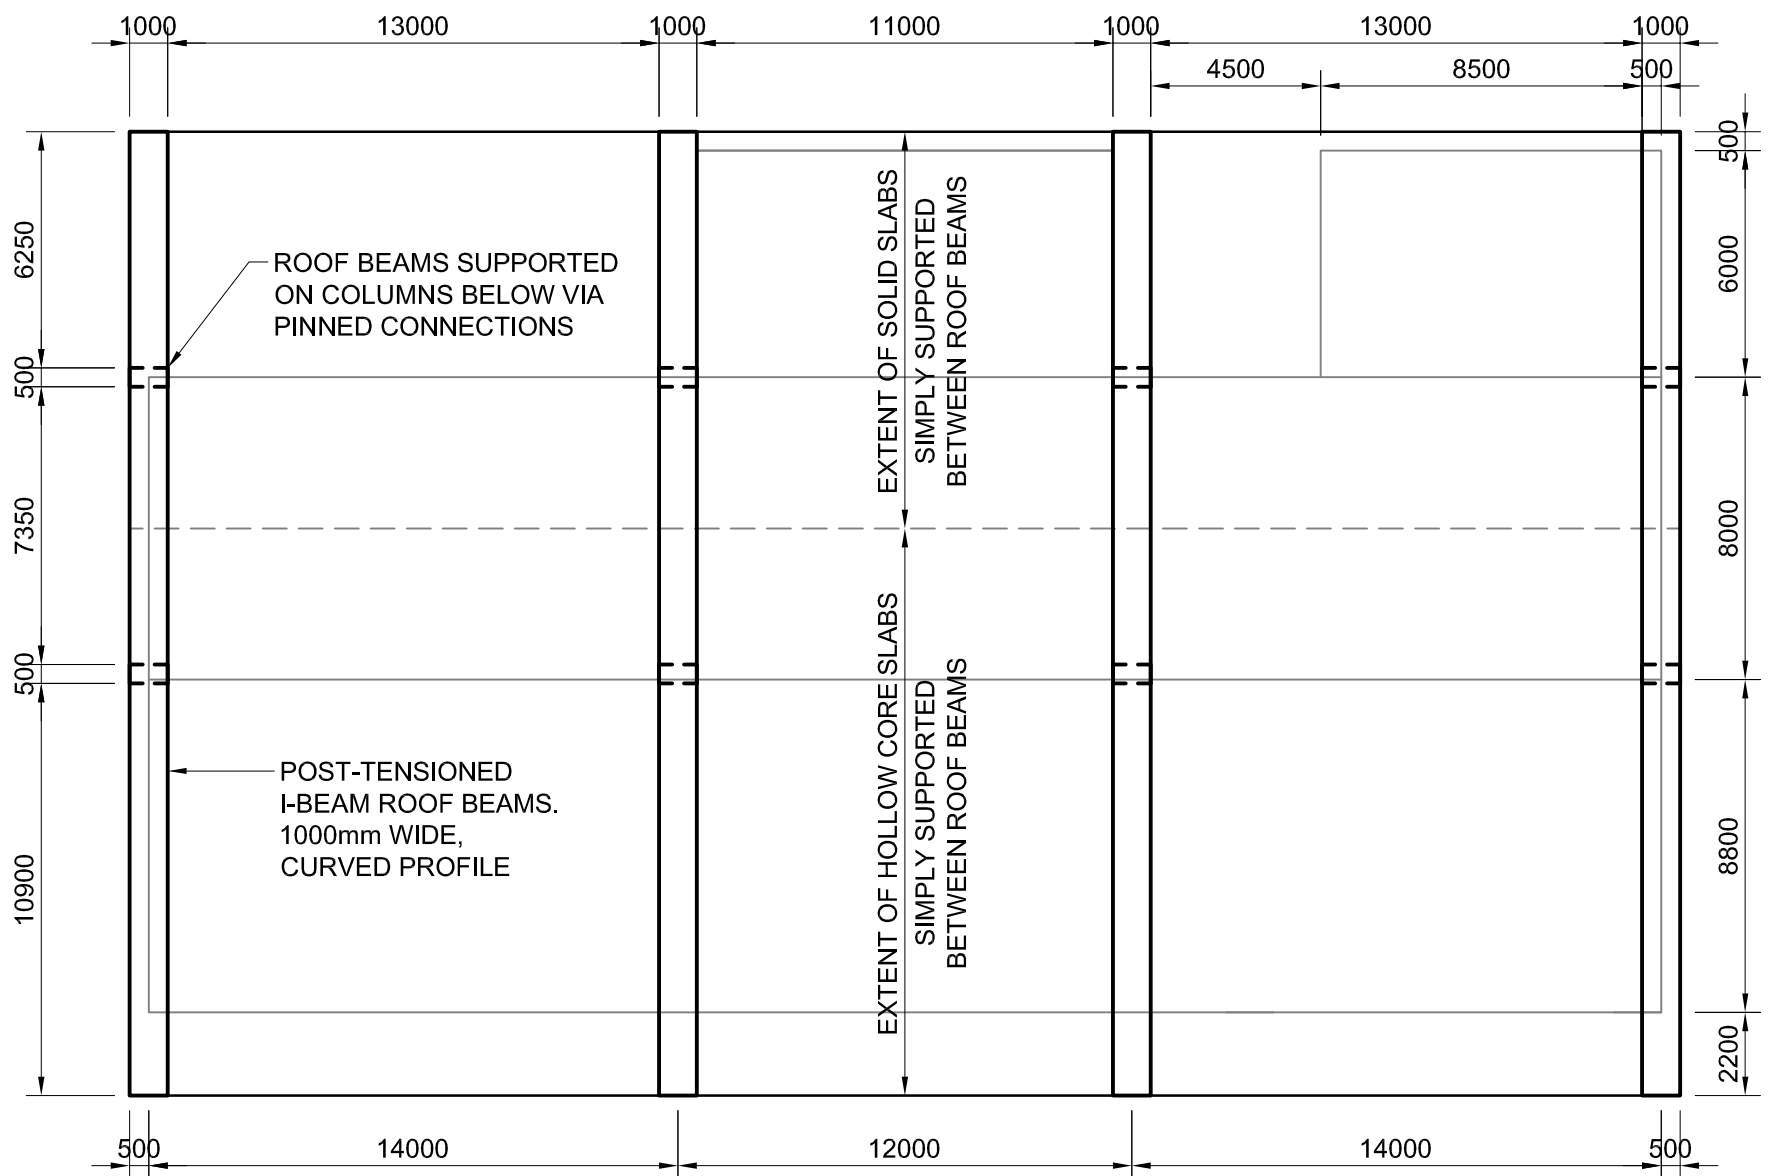 1000
13000
1000
11000
1000
13000
1000
4500
8500
500
500
6000
8000
8800
2200
6250
500
7350
500
10900
ROOF BEAMS SUPPORTED
ON COLUMNS BELOW VIA
PINNED CONNECTIONS
EXTENT OF SOLID SLABS
SIMPLY SUPPORTED
BETWEEN ROOF BEAMS
POST-TENSIONED
I-BEAM ROOF BEAMS.
1000mm WIDE,
CURVED PROFILE
EXTENT OF HOLLOW CORE SLABS
SIMPLY SUPPORTED
BETWEEN ROOF BEAMS
500
14000
12000
14000
500